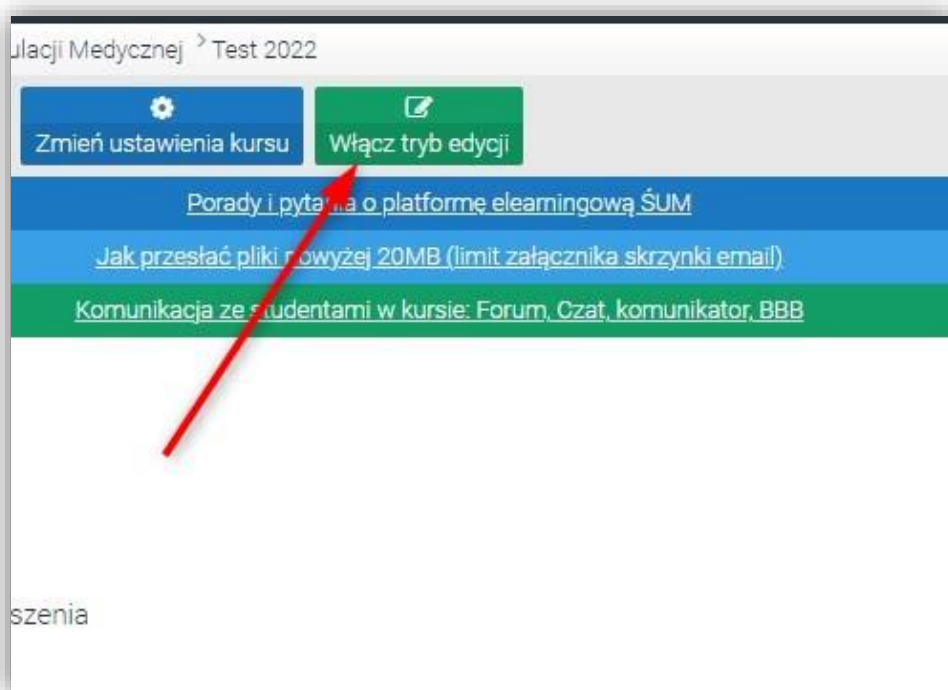 ulacji Medycznej > Test 2022
Zmień ustawienia kursu
Włącz tryb edycji
Porady i pytania o platformę elearningową ŚUM
Jak przesłać pliki powyżej 20MB (limit załącznika skrzynki email)
Komunikacja ze studentami w kursie: Forum, Czat, komunikator, BBB
szenia